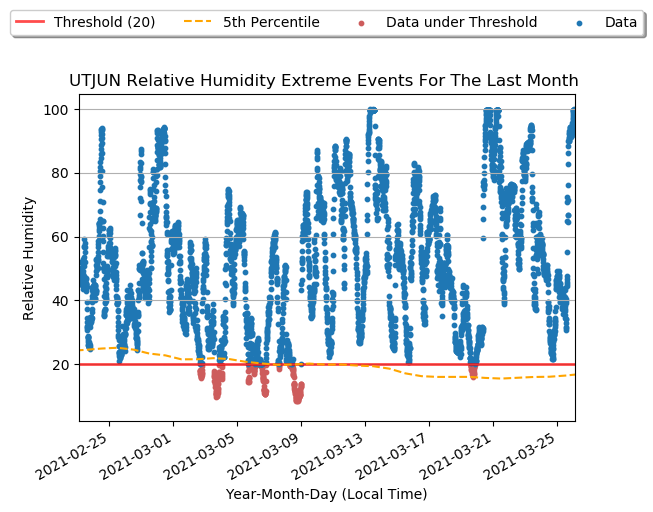 Threshold (20) 5th Percentile Data under Threshold Data
UTJUN Relative Humidity Extreme Events For The Last Month
100
80
60
40
20
Relative Humidity
2021-02-25 2021-03-01 2021-03-05 2021-03-09 2021-03-13 2021-03-17 2021-03-21 2021-03-25
Year-Month-Day (Local Time)